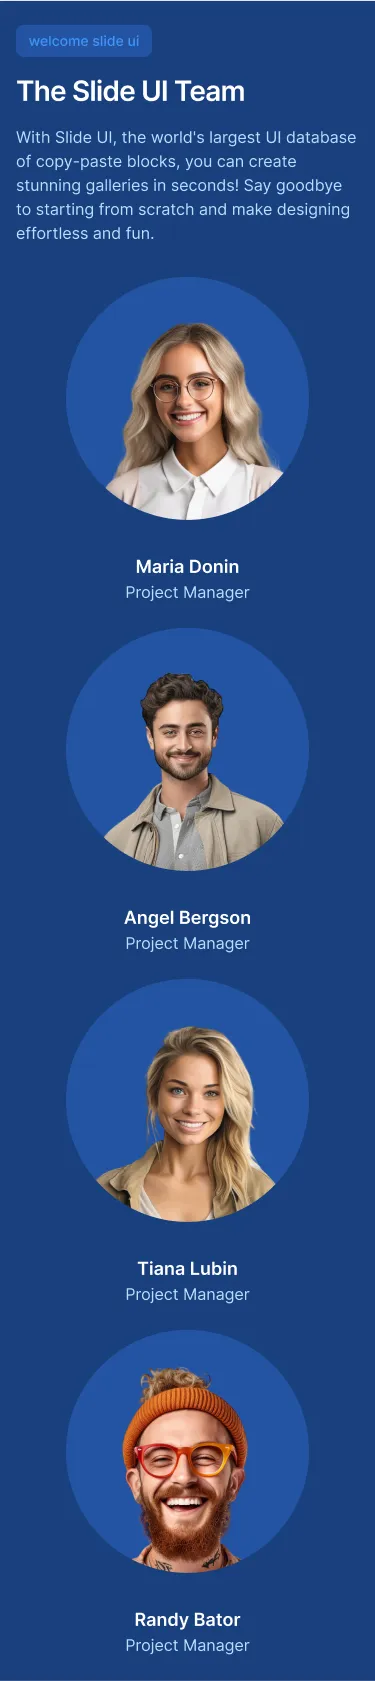 welcome slide ui
The Slide UI Team
With Slide UI, the world's largest UI database
of copy-paste blocks, you can create
stunning galleries in seconds! Say goodbye
to starting from scratch and make designing
effortless and fun.
Maria Donin
Project Manager
Angel Bergson
Project Manager
Tiana Lubin
Project Manager
Randy Bator
Project Manager